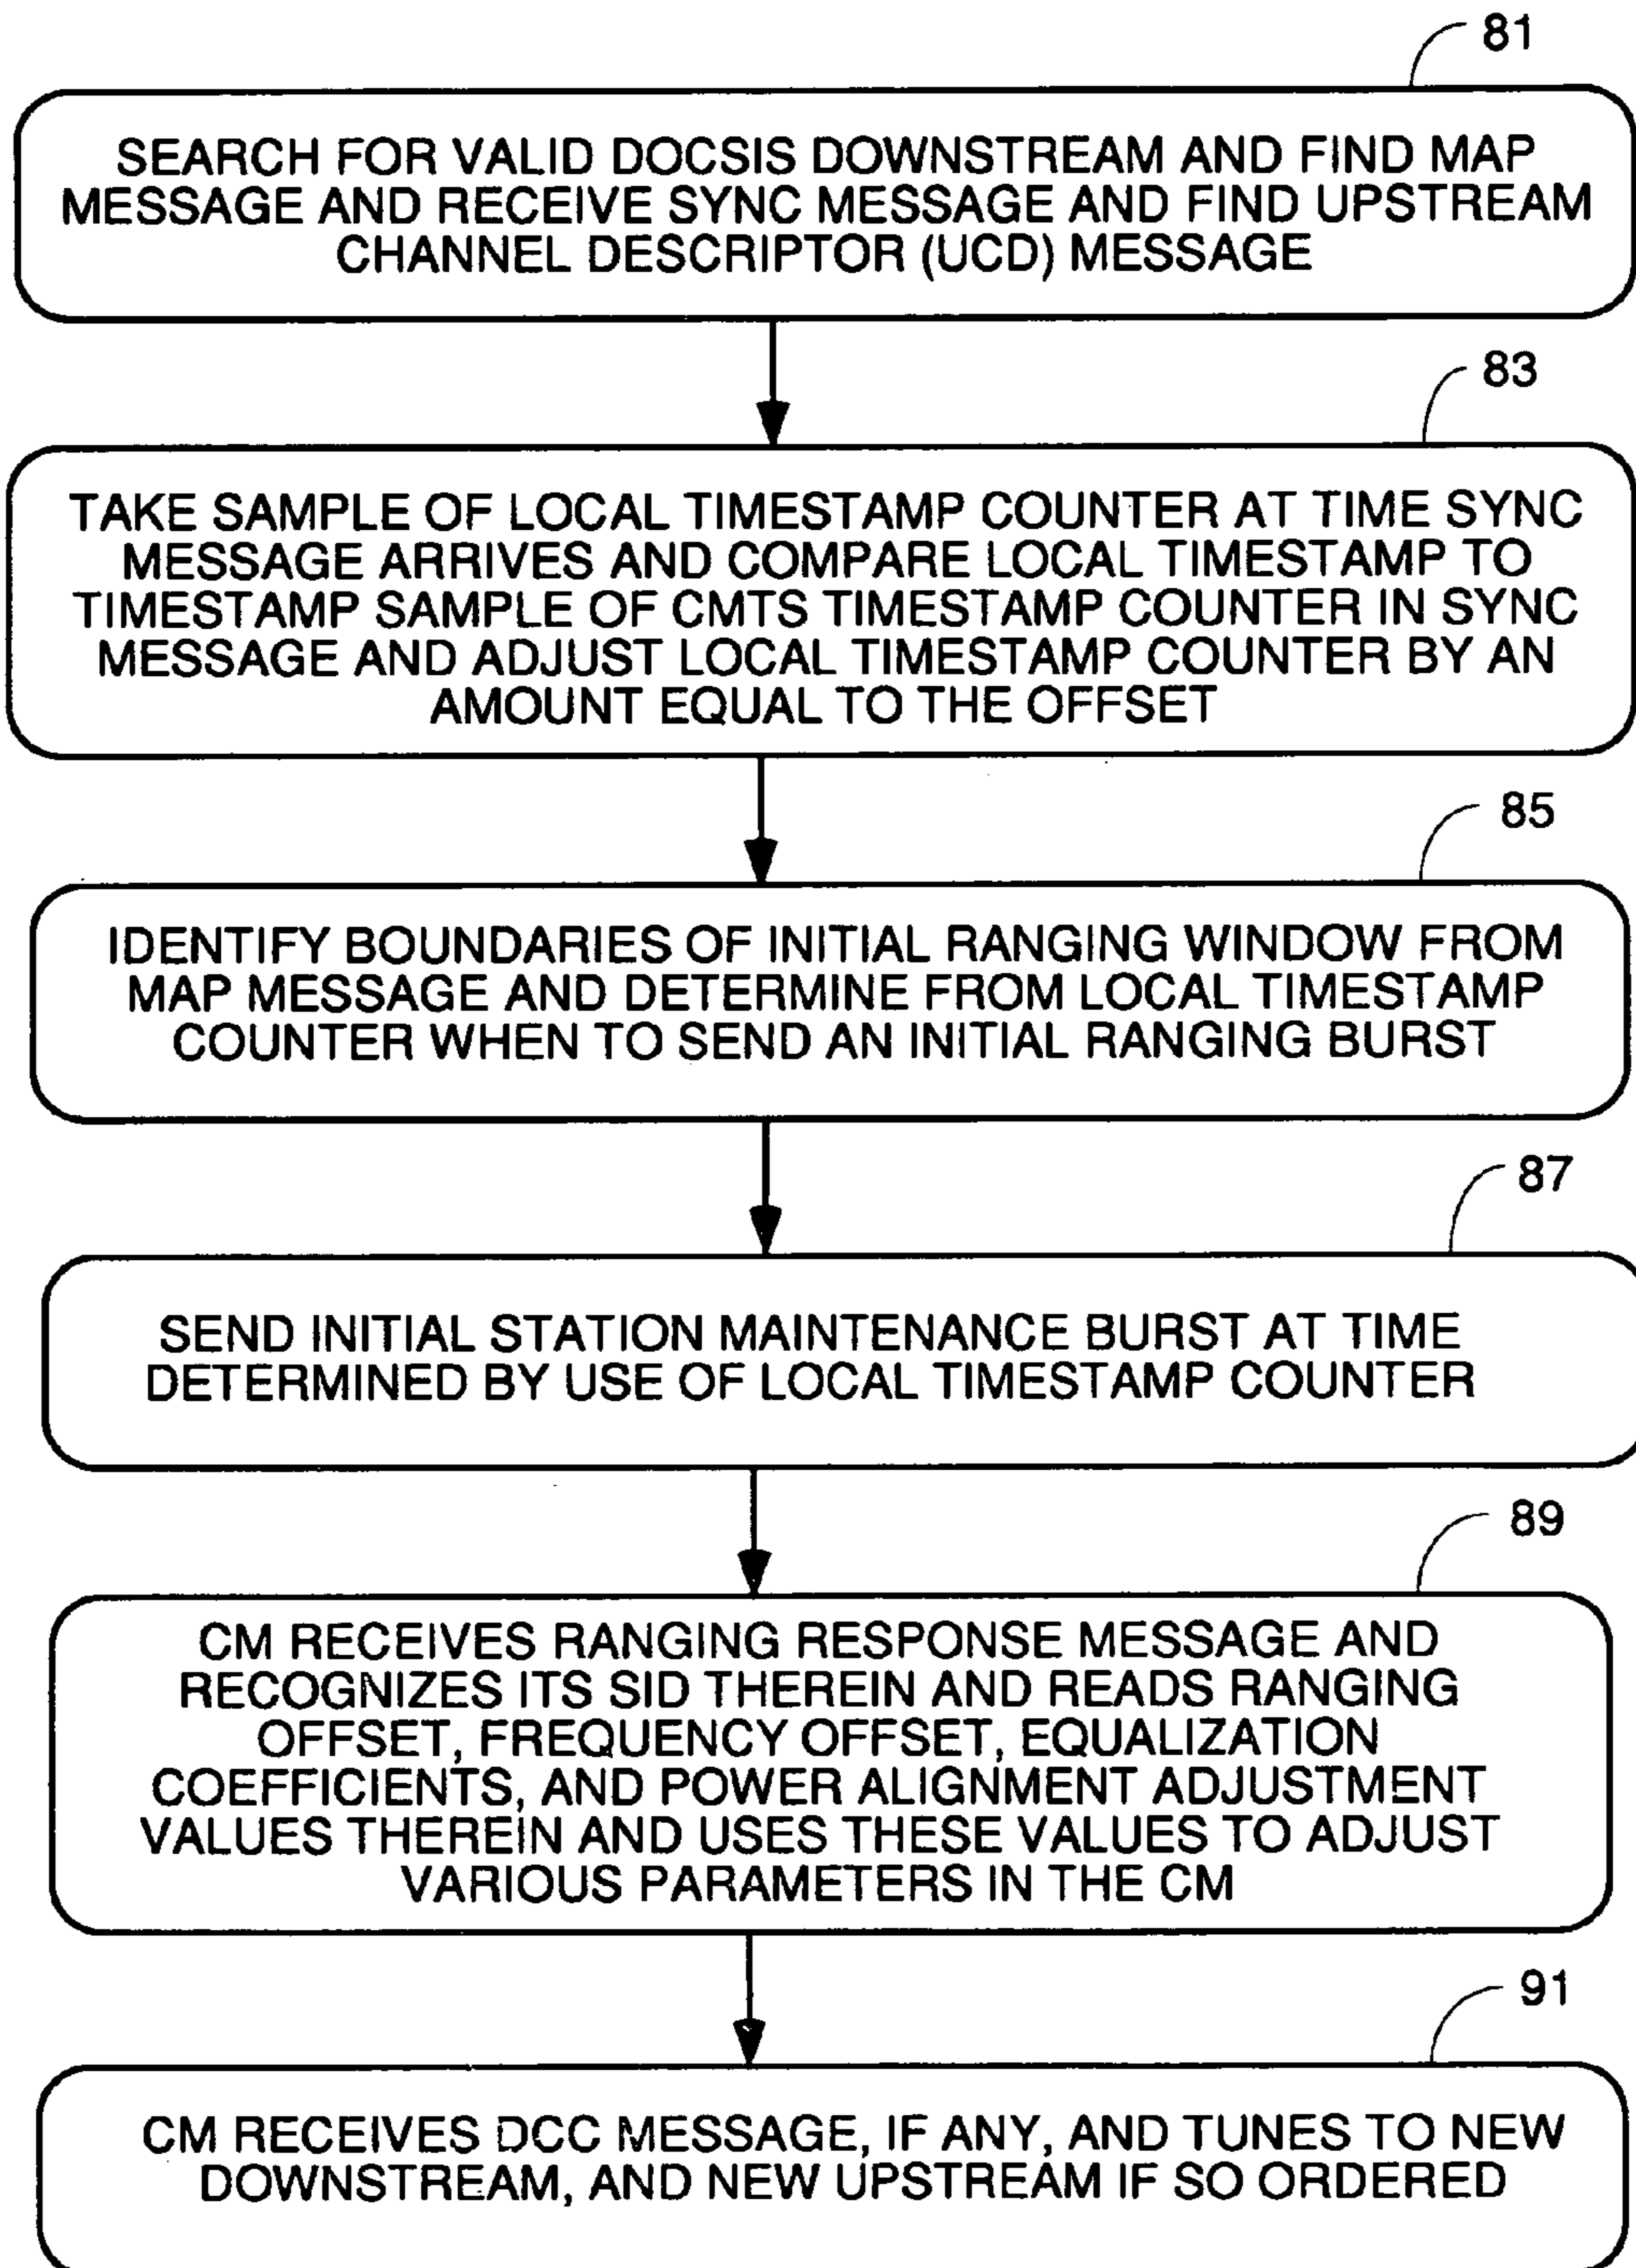 81
SEARCH FOR VALID DOCSIS DOWNSTREAM AND FIND MAP
MESSAGE AND RECEIVE SYNC MESSAGE AND FIND UPSTREAM
CHANNEL DESCRIPTOR (UCD) MESSAGE
83
TAKE SAMPLE OF LOCAL TIMESTAMP COUNTER AT TIME SYNC
MESSAGE ARRIVES AND COMPARE LOCAL TIMESTAMP TO
TIMESTAMP SAMPLE OF CMTS TIMESTAMP COUNTER IN SYNC
MESSAGE AND ADJUST LOCAL TIMESTAMP COUNTER BY AN
AMOUNT EQUAL TO THE OFFSET
85
IDENTIFY BOUNDARIES OF INITIAL RANGING WINDOW FROM
MAP MESSAGE AND DETERMINE FROM LOCAL TIMESTAMP
COUNTER WHEN TO SEND AN INITIAL RANGING BURST
87
SEND INITIAL STATION MAINTENANCE BURST AT TIME
DETERMINED BY USE OF LOCAL TIMESTAMP COUNTER
89
CM RECEIVES RANGING RESPONSE MESSAGE AND
RECOGNIZES ITS SID THEREIN AND READS RANGING
OFFSET, FREQUENCY OFFSET, EQUALIZATION
COEFFICIENTS, AND POWER ALIGNMENT ADJUSTMENT
VALUES THEREIN AND USES THESE VALUES TO ADJUST
VARIOUS PARAMETERS IN THE CM
91
CM RECEIVES DCC MESSAGE, IF ANY, AND TUNES TO NEW
DOWNSTREAM, AND NEW UPSTREAM IF SO ORDERED